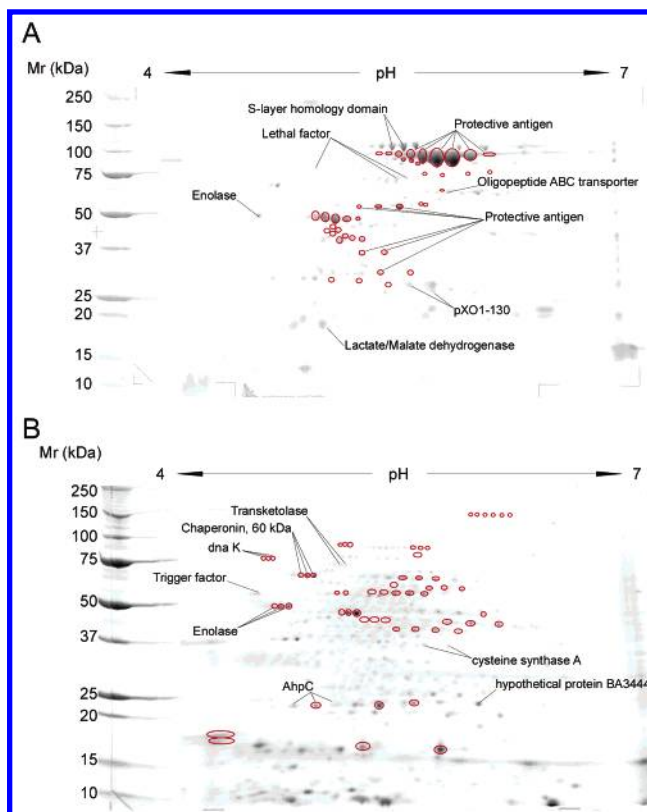 A
Mr (kDa)
4
pH
7
250
150
100
75
50
37
25
20
15
10
S-layer homology domain
Protective antigen
Lethal factor
Oligopeptide ABC transporter
Enolase
Protective antigen
pXO1-130
Lactate/Malate dehydrogenase
B
Mr (kDa)
4
pH
7
250
150
100
75
50
37
25
20
15
10
Transketolase
Chaperonin, 60 kDa
dna K
Trigger factor
Enolase
cysteine synthase A
AhpC
hypothetical protein BA3444